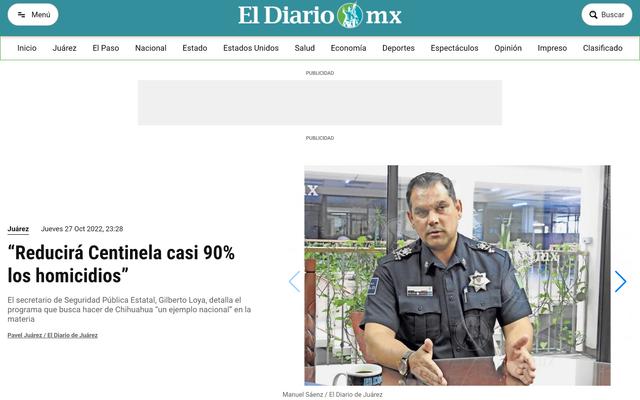 Menú
El Diario mx
Buscar
Inicio Juárez El Paso Nacional Estado Estados Unidos Salud Economía Deportes Espectáculos Opinión Impreso Clasificado
PUBLICIDAD
PUBLICIDAD
Juárez Jueves 27 Oct 2022, 23:28
“Reducirá Centinela casi 90%
los homicidios”
El secretario de Seguridad Pública Estatal, Gilberto Loya, detalla el
programa que busca hacer de Chihuahua “un ejemplo nacional” en la
materia
Pavel Juárez / El Diario de Juárez
Manuel Sáenz / El Diario de Juárez